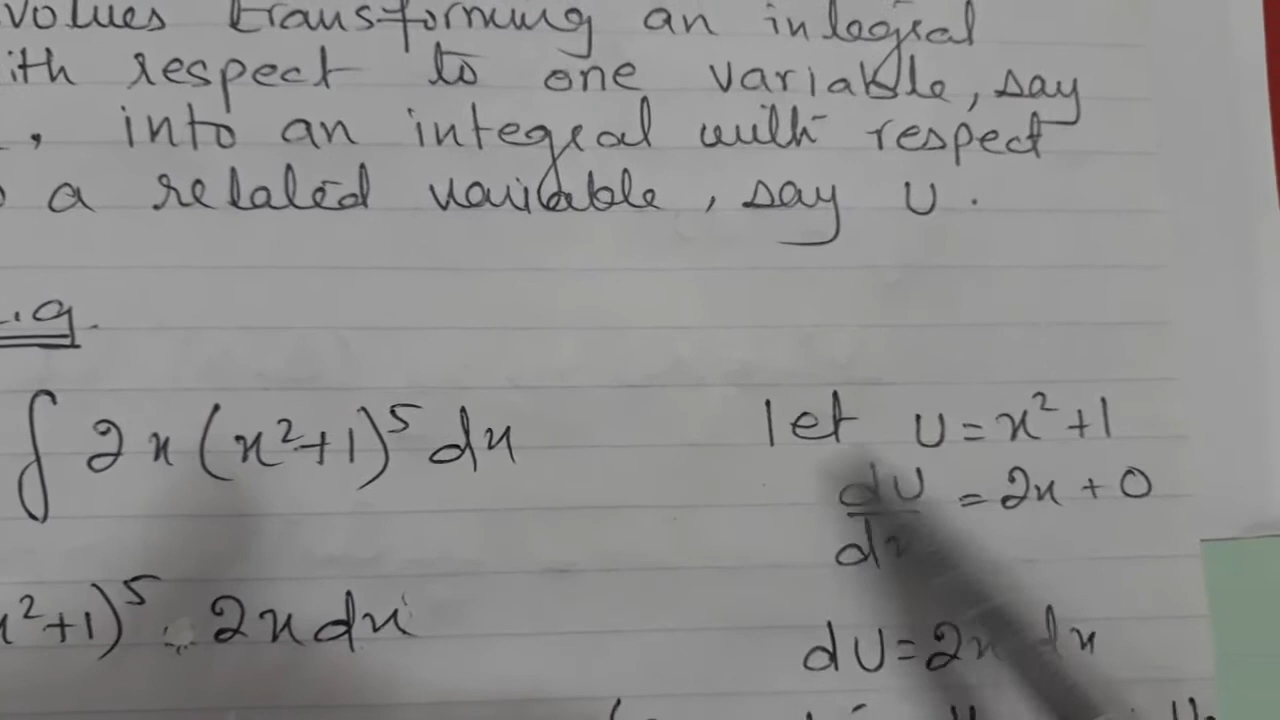 volves transforming an integral
ith respect to one variable, say
, into an integral with respect
o a related variable, say U.
.g.
∫ 2x (x²+1)⁵ dx
let U = x²+1
dU/dx = 2x + 0
x²+1)⁵ . 2x dx
dU = 2x dx